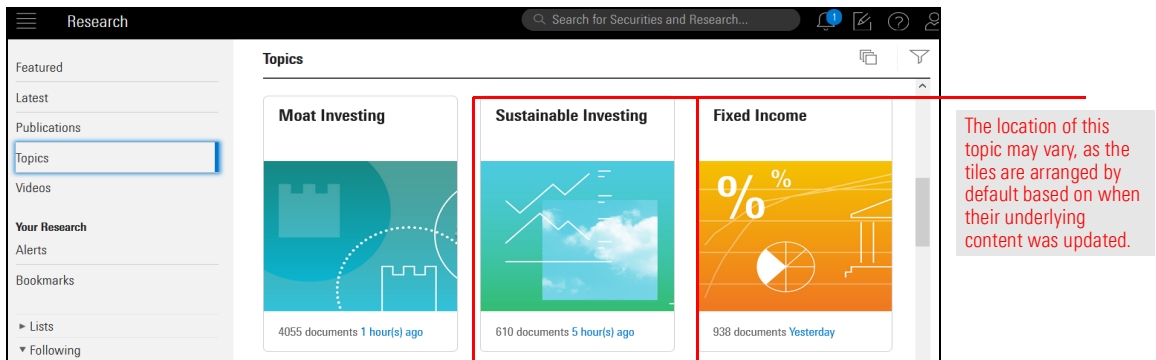 Research
Search for Securities and Research...
1
Featured
Latest
Publications
Topics
Videos
Your Research
Alerts
Bookmarks
Lists
Following
Topics
Moat Investing
4055 documents 1 hour(s) ago
Sustainable Investing
610 documents 5 hour(s) ago
Fixed Income
% %
938 documents Yesterday
The location of this
topic may vary, as the
tiles are arranged by
default based on when
their underlying
content was updated.